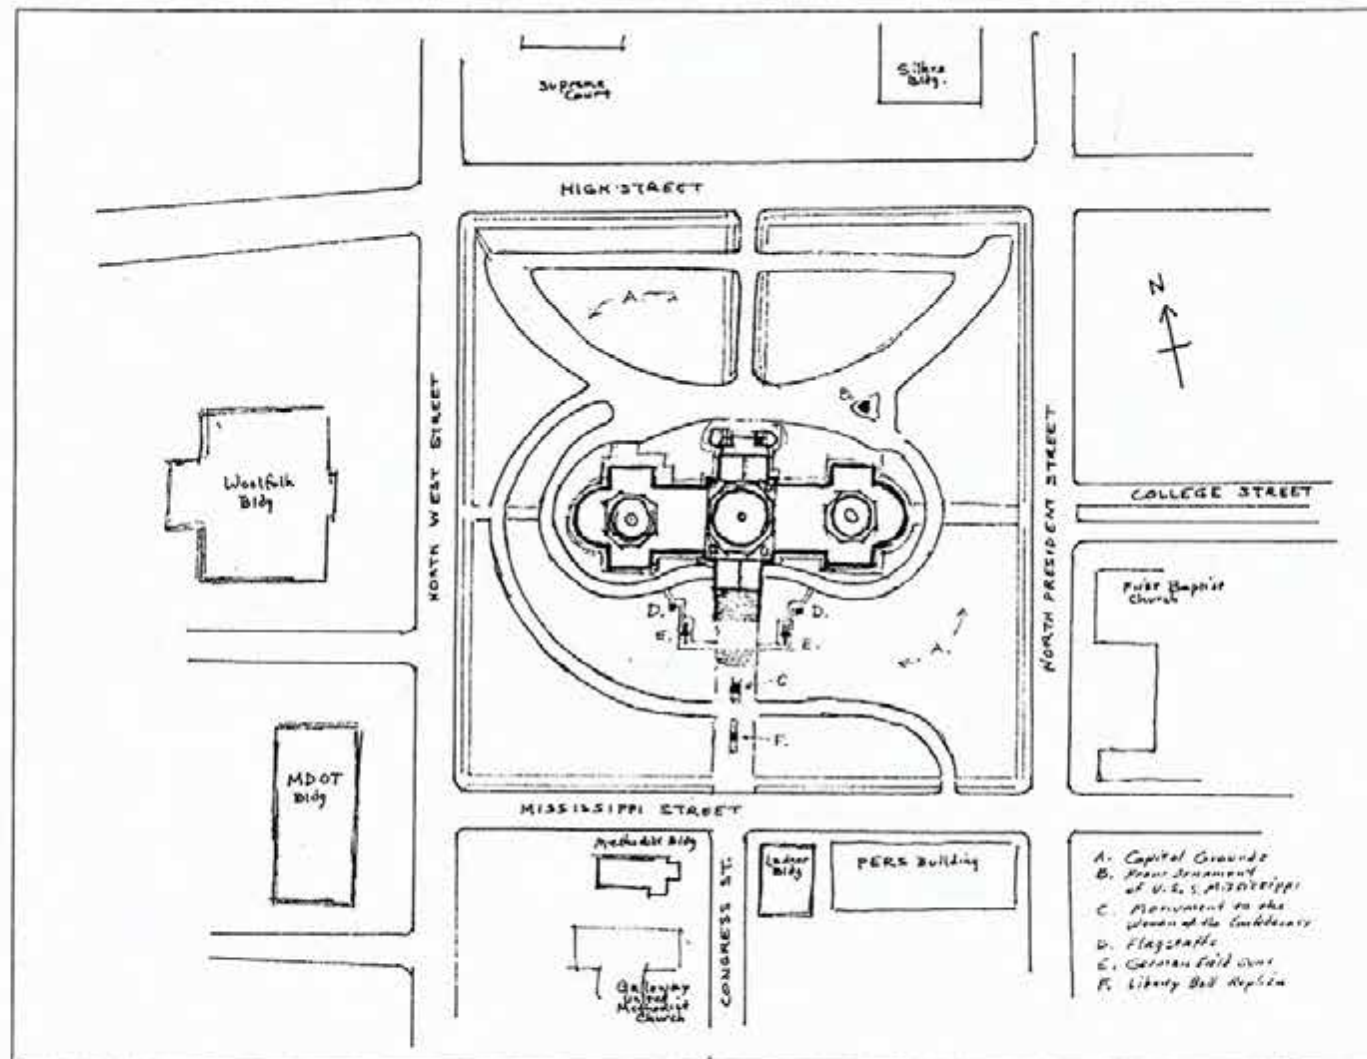 Supreme
Court
Sillers
Bldg.
HIGH STREET
A.
N
B
NORTH WEST STREET
NORTH PRESIDENT STREET
Woolfolk
Bldg
COLLEGE STREET
First Baptist
Church
D.
D.
E.
E.
A.
C
F.
MDOT
Bldg
MISSISSIPPI STREET
Methodist Bldg
Ladner
Bldg
PERS Building
CONGRESS ST.
Galloway
United
Methodist
Church
A. Capitol Grounds
B. Prow Ornament
of U.S.S. Mississippi
C. Monument to the
Women of the Confederacy
D. Flagstaffs
E. German Field Guns
F. Liberty Bell Replica